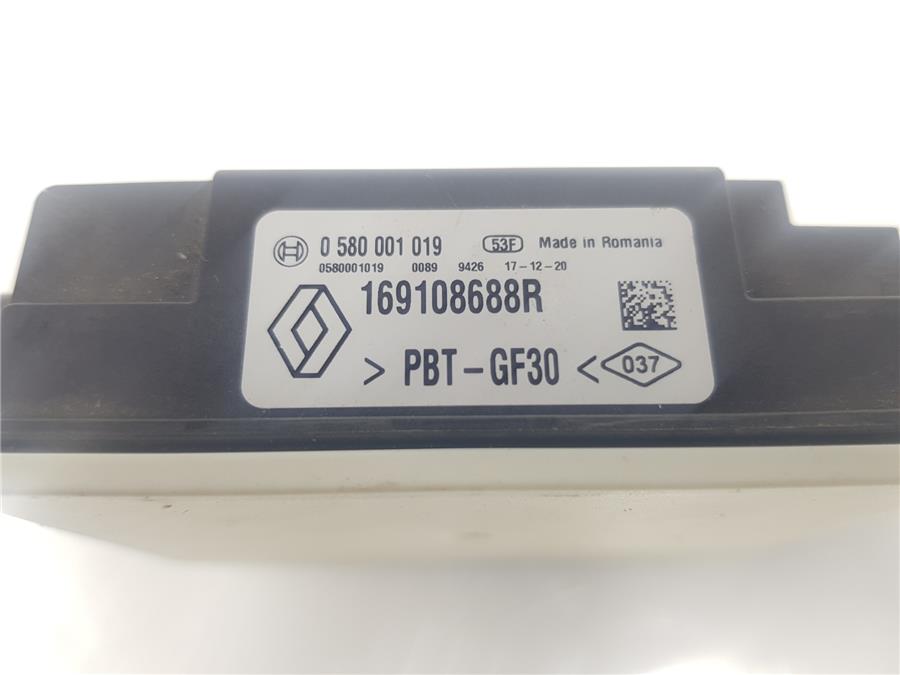 0 580 001 019 53F Made in Romania
0580001019 0089 9426 17-12-20
169108688R
> PBT-GF30 < 037